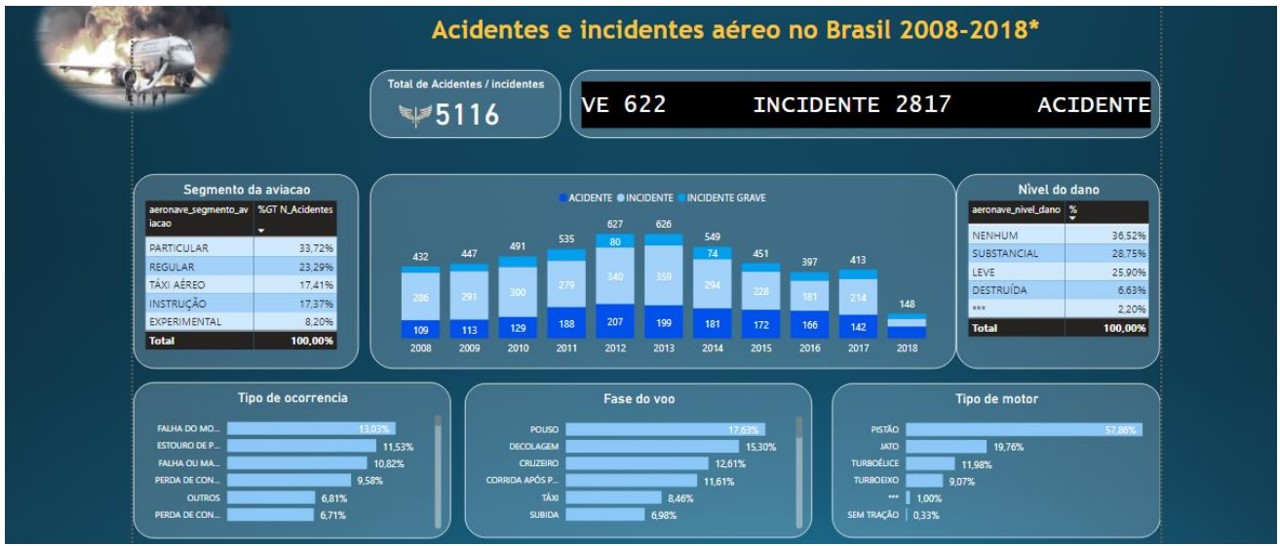 Acidentes e incidentes aéreo no Brasil 2008-2018*
Total de Acidentes / incidentes
5116
VE 622 INCIDENTE 2817 ACIDENTE
Segmento da aviacao
aeronave_segmento_av %GT N_Acidentes
iacao
PARTICULAR 33,72%
REGULAR 23,29%
TÁXI AÉREO 17,41%
INSTRUÇÃO 17,37%
EXPERIMENTAL 8,20%
Total 100,00%
ACIDENTE INCIDENTE INCIDENTE GRAVE
432 447 491 535 627 626 549 451 397 413 148
80 74
286 291 300 279 340 359 294 228 181 214
109 113 129 188 207 199 181 172 166 142
2008 2009 2010 2011 2012 2013 2014 2015 2016 2017 2018
Nìvel do dano
aeronave_nivel_dano %
NENHUM 36,52%
SUBSTANCIAL 28,75%
LEVE 25,90%
DESTRUÍDA 6,63%
*** 2,20%
Total 100,00%
Tipo de ocorrencia
FALHA DO MO... 13,03%
ESTOURO DE P... 11,53%
FALHA OU MA... 10,82%
PERDA DE CON... 9,58%
OUTROS 6,81%
PERDA DE CON... 6,71%
Fase do voo
POUSO 17,63%
DECOLAGEM 15,30%
CRUZEIRO 12,61%
CORRIDA APÓS P... 11,61%
TÁXI 8,46%
SUBIDA 6,98%
Tipo de motor
PISTÃO 57,86%
JATO 19,76%
TURBOÉLICE 11,98%
TURBOEIXO 9,07%
*** 1,00%
SEM TRAÇÃO 0,33%